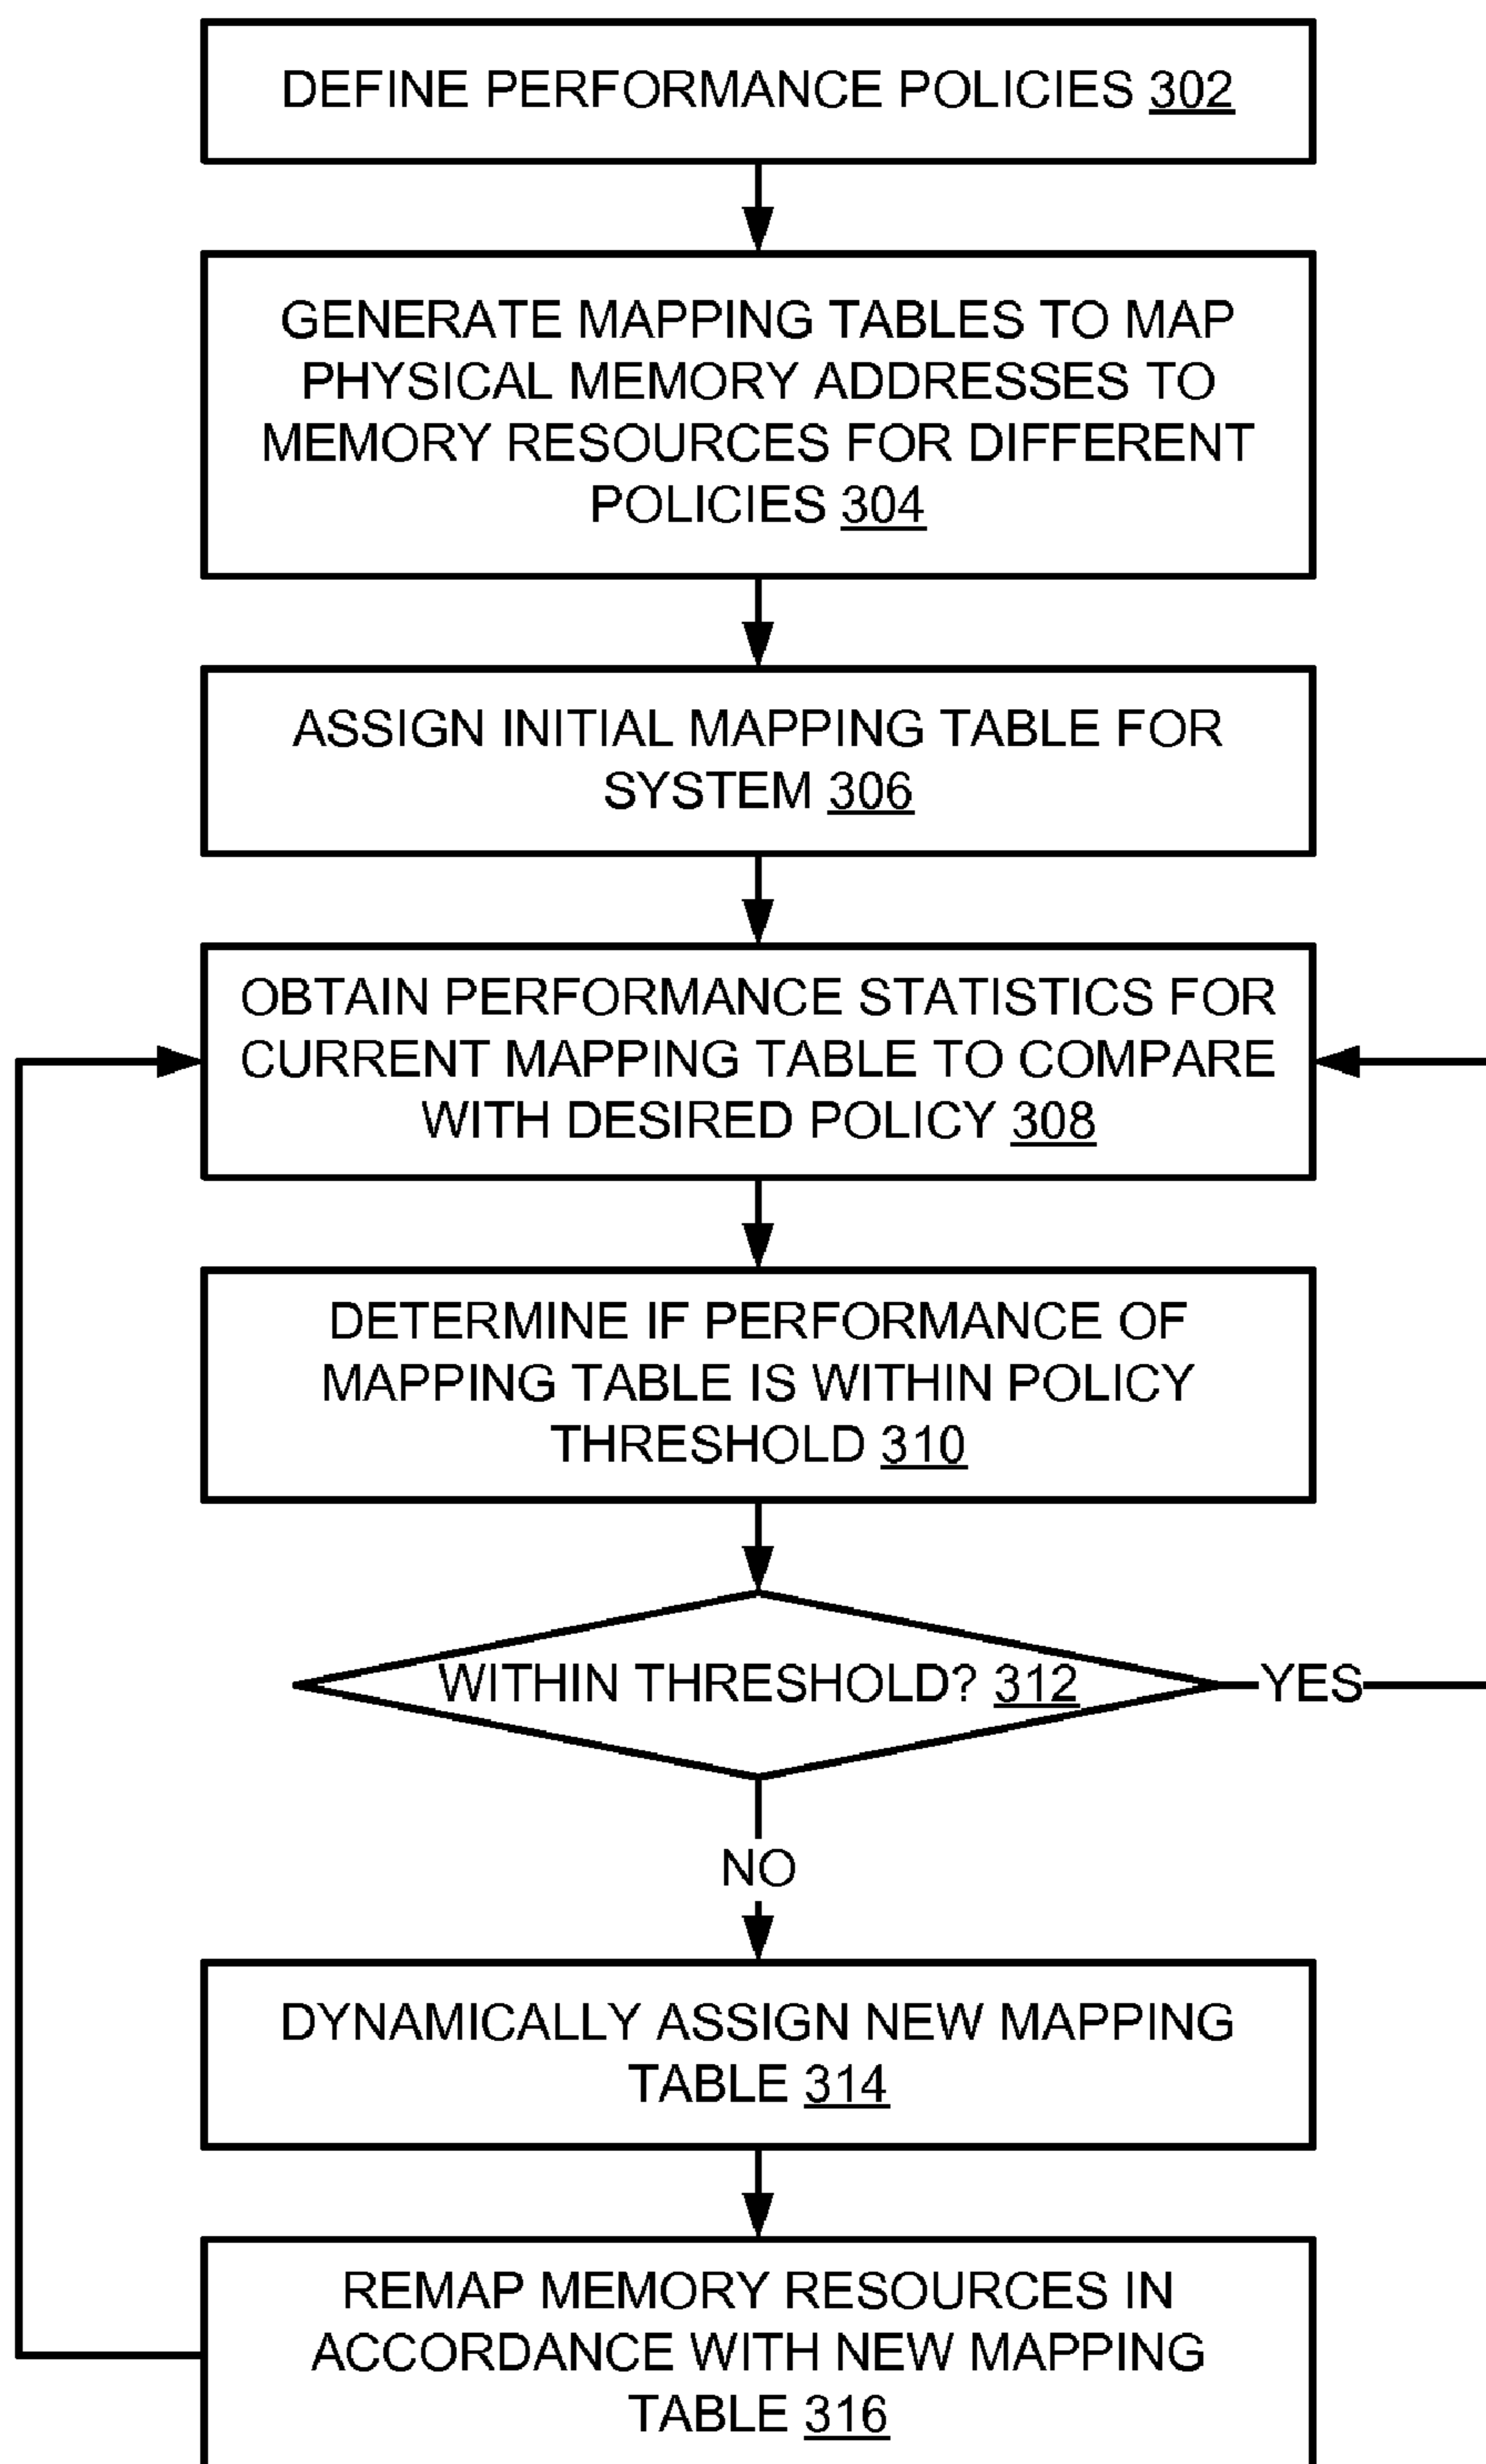 DEFINE PERFORMANCE POLICIES 302
GENERATE MAPPING TABLES TO MAP
PHYSICAL MEMORY ADDRESSES TO
MEMORY RESOURCES FOR DIFFERENT
POLICIES 304
ASSIGN INITIAL MAPPING TABLE FOR
SYSTEM 306
OBTAIN PERFORMANCE STATISTICS FOR
CURRENT MAPPING TABLE TO COMPARE
WITH DESIRED POLICY 308
DETERMINE IF PERFORMANCE OF
MAPPING TABLE IS WITHIN POLICY
THRESHOLD 310
WITHIN THRESHOLD? 312
YES
NO
DYNAMICALLY ASSIGN NEW MAPPING
TABLE 314
REMAP MEMORY RESOURCES IN
ACCORDANCE WITH NEW MAPPING
TABLE 316